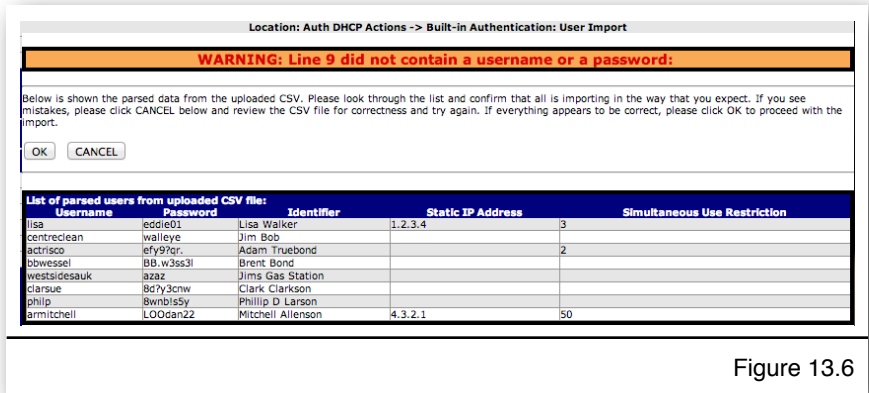 Location: Auth DHCP Actions -> Built-in Authentication: User Import
WARNING: Line 9 did not contain a username or a password:
Below is shown the parsed data from the uploaded CSV. Please look through the list and confirm that all is importing in the way that you expect. If you see
mistakes, please click CANCEL below and review the CSV file for correctness and try again. If everything appears to be correct, please click OK to proceed with the
import.
OK CANCEL
List of parsed users from uploaded CSV file:
Username Password Identifier Static IP Address Simultaneous Use Restriction
lisa eddie01 Lisa Walker 1.2.3.4 3
centreclean walleye Jim Bob
actrisco efy9?qr. Adam Truebond 2
bbwessel BB.w3ss3l Brent Bond
westsidesauk azaz Jims Gas Station
clarsue 8d?y3cnw Clark Clarkson
philp 8wnb!s5y Phillip D Larson
armitchell LOOdan22 Mitchell Allenson 4.3.2.1 50
Figure 13.6